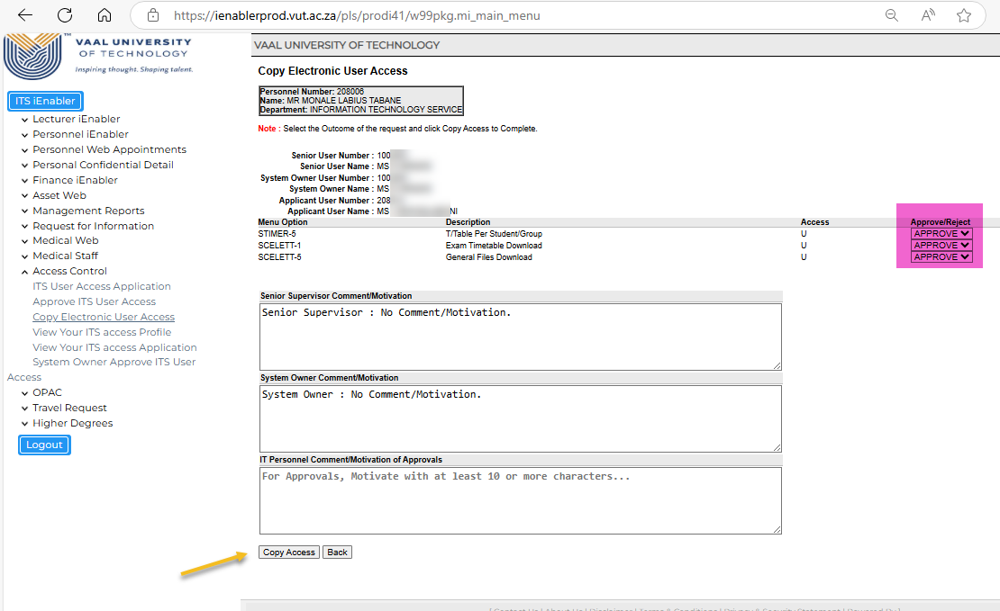 https://ienablerprod.vut.ac.za/pls/prodi41/w99pkg.mi_main_menu
VAAL UNIVERSITY
OF TECHNOLOGY
Inspiring thought. Shaping talent.
ITS iEnabler
Lecturer iEnabler
Personnel iEnabler
Personnel Web Appointments
Personal Confidential Detail
Finance iEnabler
Asset Web
Management Reports
Request for Information
Medical Web
Medical Staff
Access Control
ITS User Access Application
Approve ITS User Access
Copy Electronic User Access
View Your ITS access Profile
View Your ITS access Application
System Owner Approve ITS User
Access
OPAC
Travel Request
Higher Degrees
Logout
VAAL UNIVERSITY OF TECHNOLOGY
Copy Electronic User Access
Personnel Number: 208006
Name: MR MONALE LABIUS TABANE
Department: INFORMATION TECHNOLOGY SERVICE
Note : Select the Outcome of the request and click Copy Access to Complete.
Senior User Number : 100
Senior User Name : MS
System Owner User Number : 100
System Owner Name : MS
Applicant User Number : 208
Applicant User Name : MS NI
Menu Option Description Access Approve/Reject
STIMER-5 T/Table Per Student/Group U APPROVE
SCELETT-1 Exam Timetable Download U APPROVE
SCELETT-5 General Files Download U APPROVE
Senior Supervisor Comment/Motivation
Senior Supervisor : No Comment/Motivation.
System Owner Comment/Motivation
System Owner : No Comment/Motivation.
IT Personnel Comment/Motivation of Approvals
For Approvals, Motivate with at least 10 or more characters...
Copy Access Back